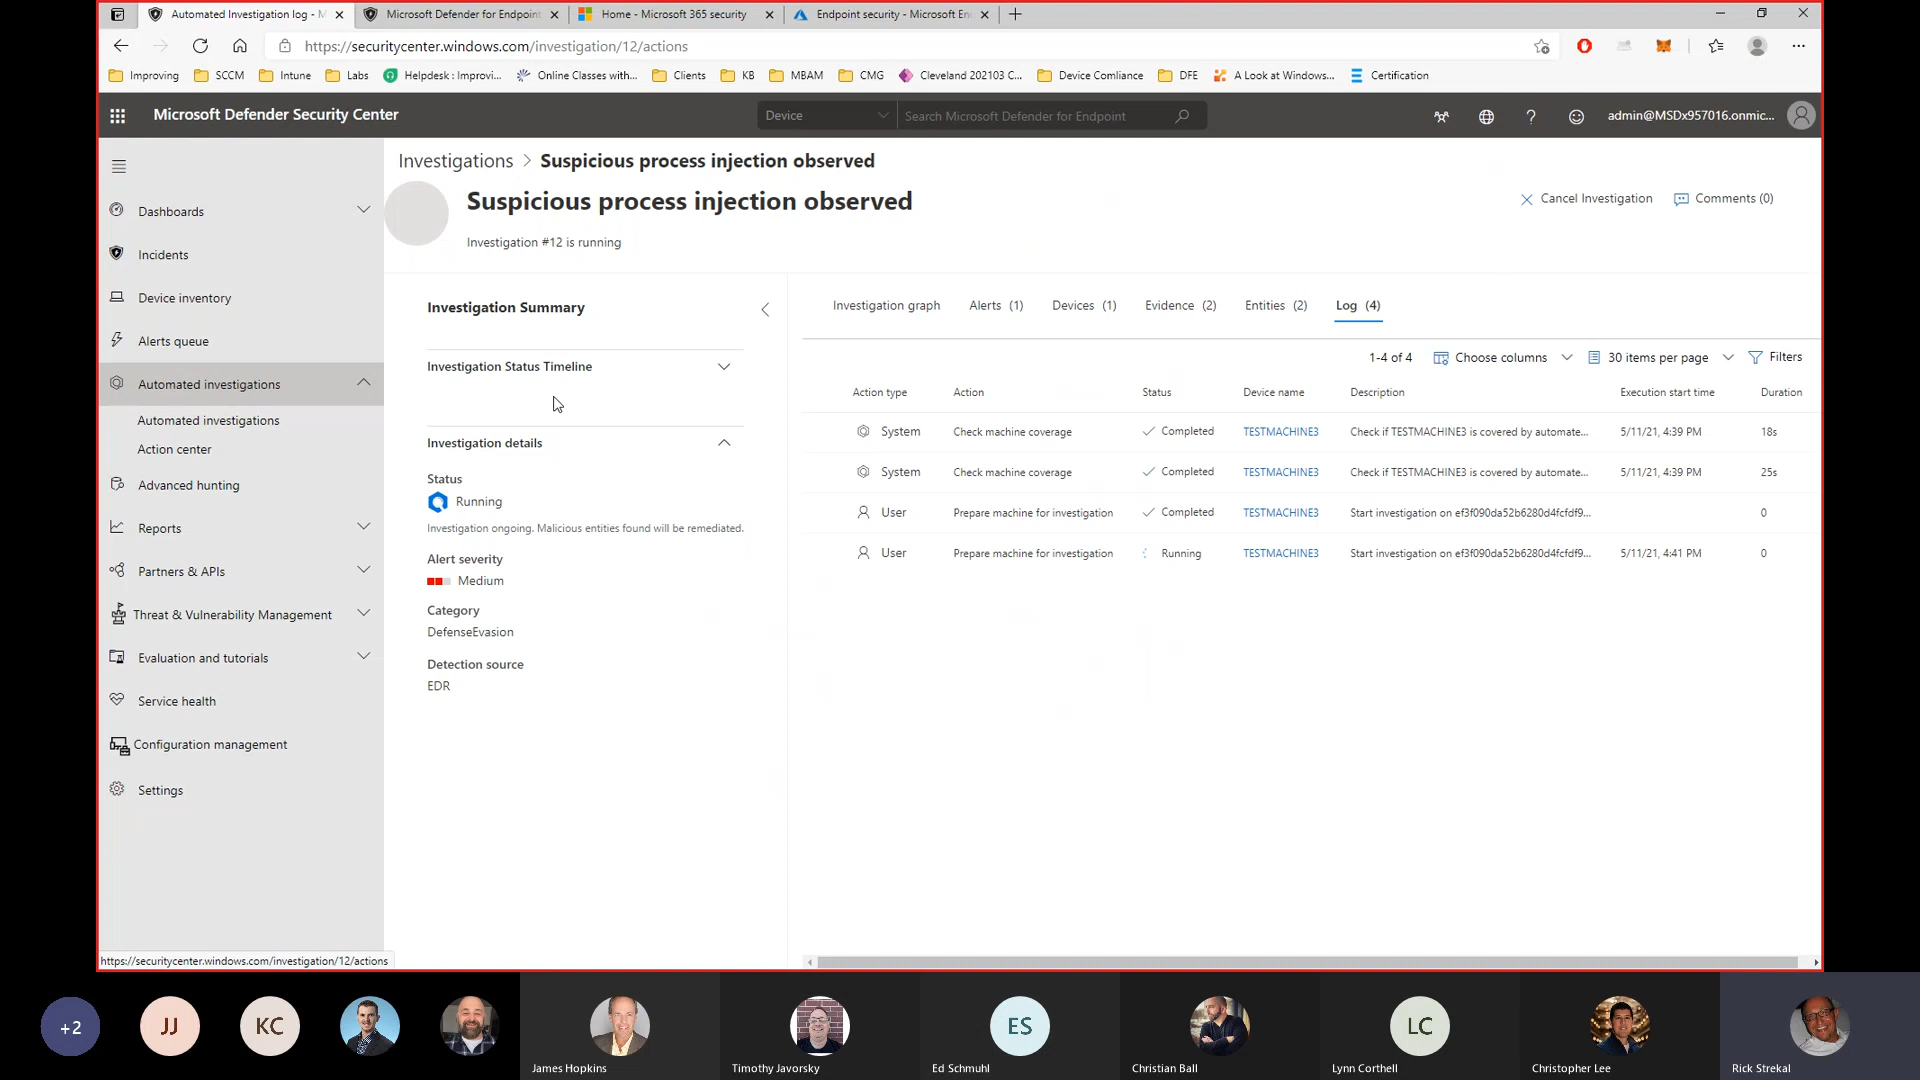 Automated Investigation log - M
Microsoft Defender for Endpoint
Home - Microsoft 365 security
Endpoint security - Microsoft En
https://securitycenter.windows.com/investigation/12/actions
Improving
SCCM
Intune
Labs
Helpdesk : Improvi...
Online Classes with...
Clients
KB
MBAM
CMG
Cleveland 202103 C...
Device Comliance
DFE
A Look at Windows...
Certification
Microsoft Defender Security Center
Device
Search Microsoft Defender for Endpoint
?
admin@MSDx957016.onmic...
Dashboards
Incidents
Device inventory
Alerts queue
Automated investigations
Automated investigations
Action center
Advanced hunting
Reports
Partners & APIs
Threat & Vulnerability Management
Evaluation and tutorials
Service health
Configuration management
Settings
https://securitycenter.windows.com/investigation/12/actions
Investigations > Suspicious process injection observed
Suspicious process injection observed
Investigation #12 is running
Cancel Investigation
Comments (0)
Investigation Summary
Investigation Status Timeline
Investigation details
Status
Running
Investigation ongoing. Malicious entities found will be remediated.
Alert severity
Medium
Category
DefenseEvasion
Detection source
EDR
Investigation graph Alerts (1) Devices (1) Evidence (2) Entities (2) Log (4)
1-4 of 4 Choose columns 30 items per page Filters
Action type Action Status Device name Description Execution start time Duration
System Check machine coverage Completed TESTMACHINE3 Check if TESTMACHINE3 is covered by automate... 5/11/21, 4:39 PM 18s
System Check machine coverage Completed TESTMACHINE3 Check if TESTMACHINE3 is covered by automate... 5/11/21, 4:39 PM 25s
User Prepare machine for investigation Completed TESTMACHINE3 Start investigation on ef3f090da52b6280d4fcfdf9... 0
User Prepare machine for investigation Running TESTMACHINE3 Start investigation on ef3f090da52b6280d4fcfdf9... 5/11/21, 4:41 PM 0
+2
JJ
KC
ES
LC
James Hopkins
Timothy Javorsky
Ed Schmuhl
Christian Ball
Lynn Corthell
Christopher Lee
Rick Strekal